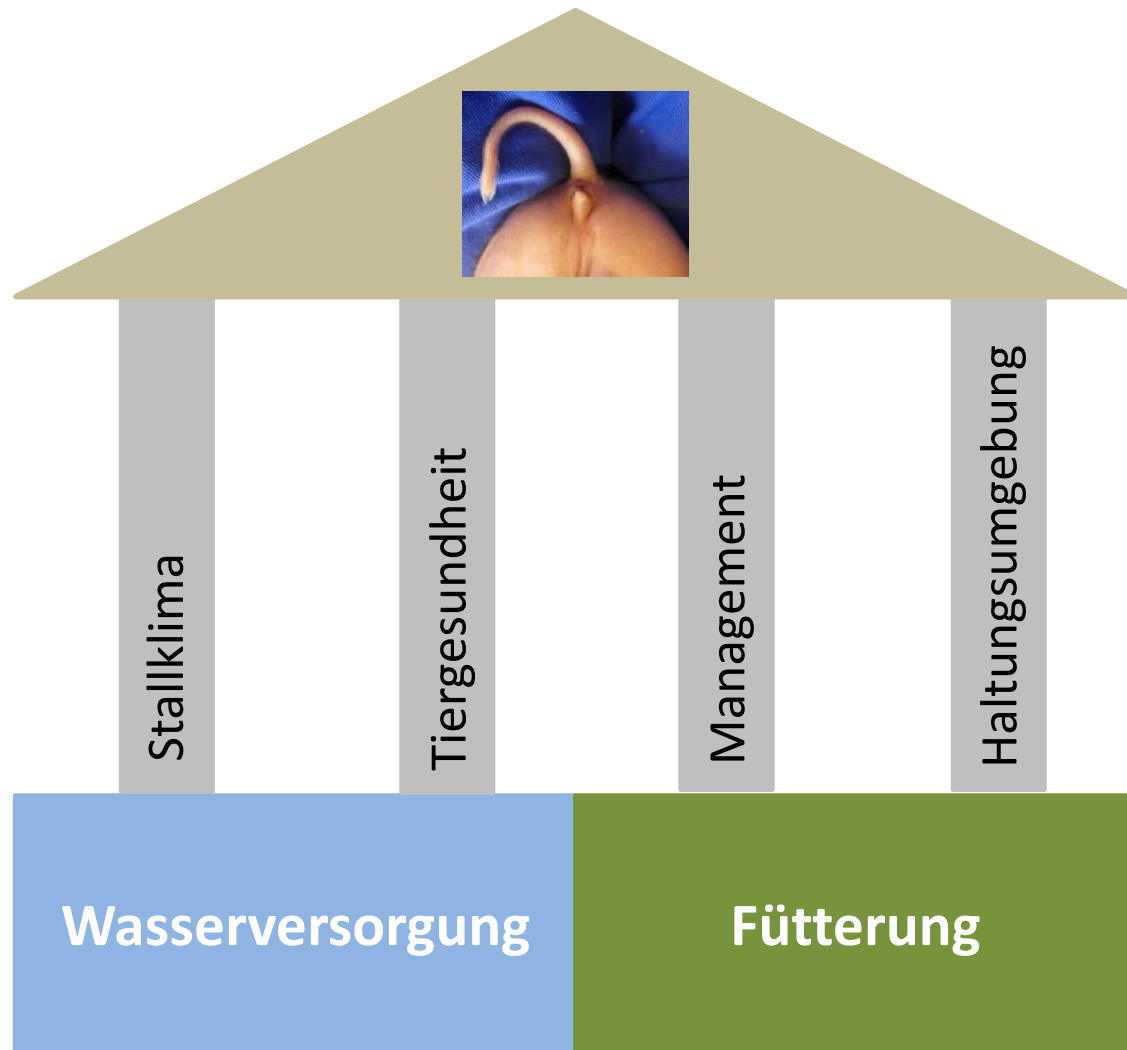 Stallklima
Tiergesundheit
Management
Haltungsumgebung
Wasserversorgung
Fütterung